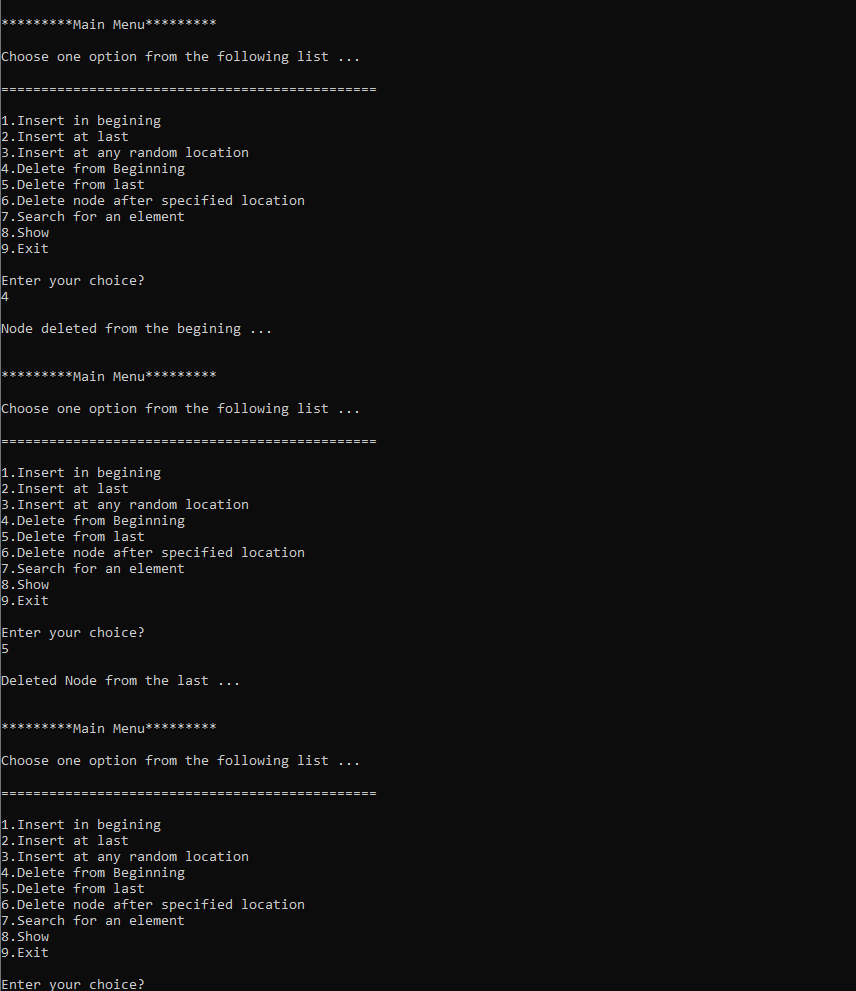 *********Main Menu*********
Choose one option from the following list ...
===============================================
1.Insert in begining
2.Insert at last
3.Insert at any random location
4.Delete from Beginning
5.Delete from last
6.Delete node after specified location
7.Search for an element
8.Show
9.Exit
Enter your choice?
4
Node deleted from the begining ...
*********Main Menu*********
Choose one option from the following list ...
===============================================
1.Insert in begining
2.Insert at last
3.Insert at any random location
4.Delete from Beginning
5.Delete from last
6.Delete node after specified location
7.Search for an element
8.Show
9.Exit
Enter your choice?
5
Deleted Node from the last ...
*********Main Menu*********
Choose one option from the following list ...
===============================================
1.Insert in begining
2.Insert at last
3.Insert at any random location
4.Delete from Beginning
5.Delete from last
6.Delete node after specified location
7.Search for an element
8.Show
9.Exit
Enter your choice?